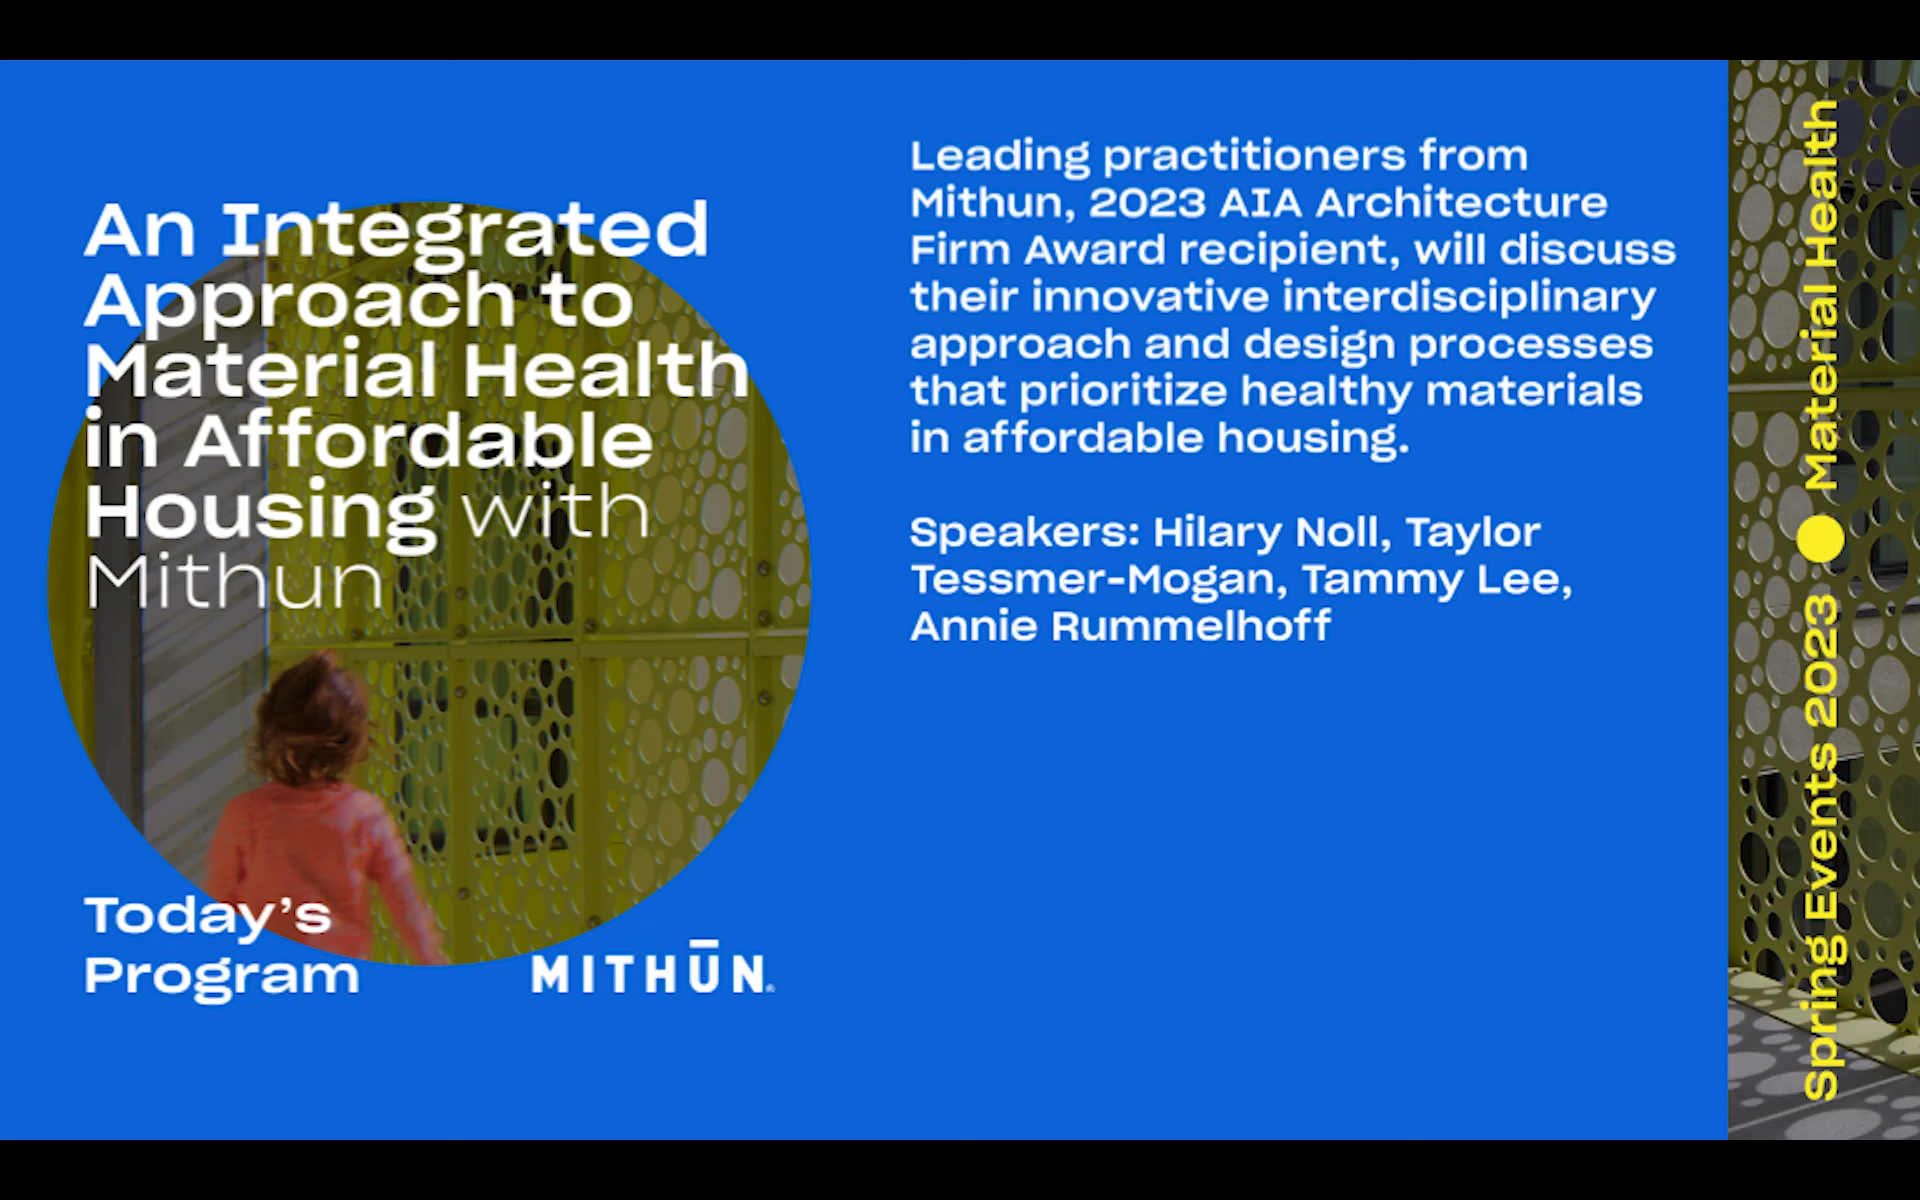 An Integrated
Approach to
Material Health
in Affordable
Housing with
Mithun
Today's
Program
MITHŪN®
Leading practitioners from
Mithun, 2023 AIA Architecture
Firm Award recipient, will discuss
their innovative interdisciplinary
approach and design processes
that prioritize healthy materials
in affordable housing.
Speakers: Hilary Noll, Taylor
Tessmer-Mogan, Tammy Lee,
Annie Rummelhoff
Spring Events 2023 ● Material Health